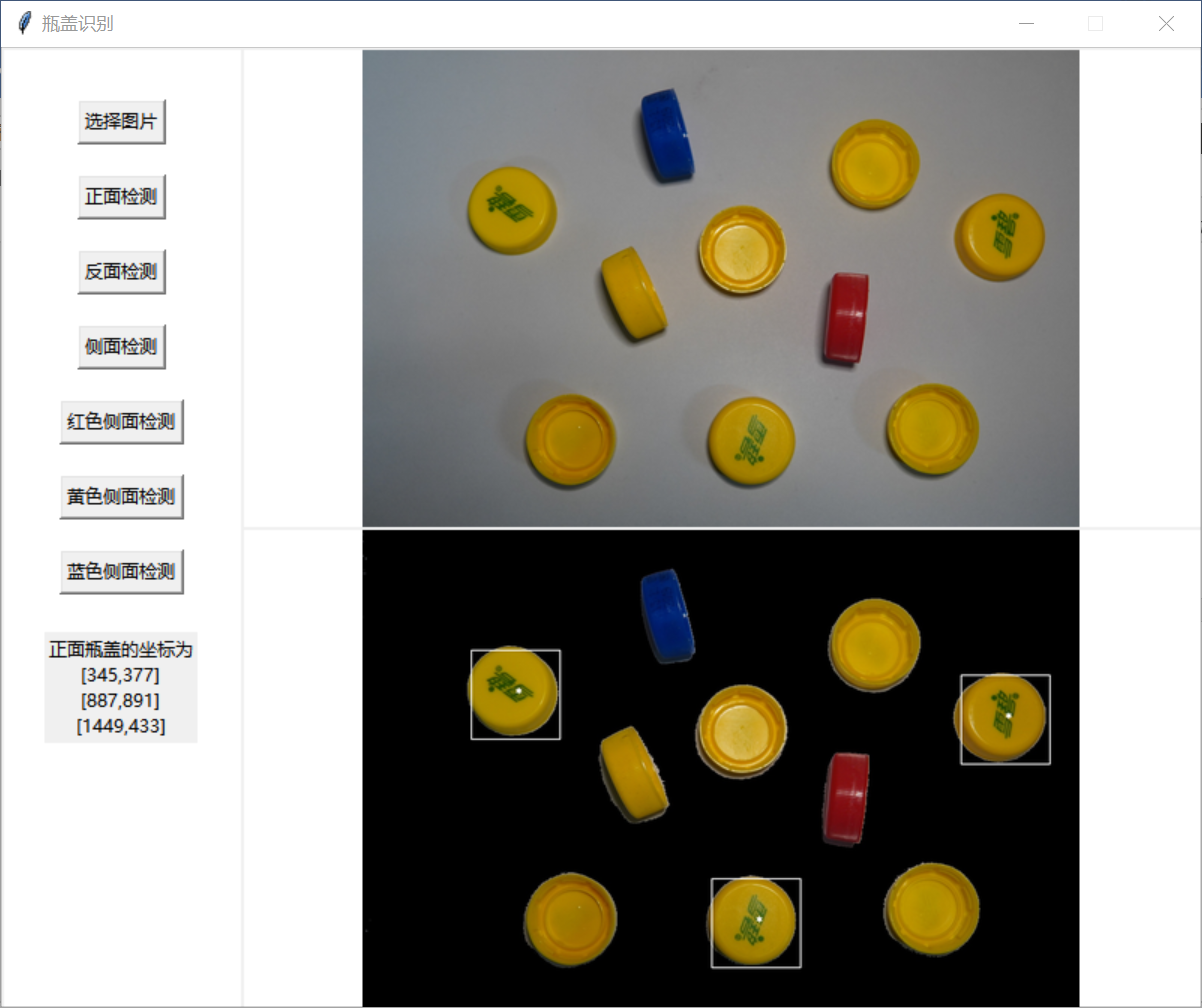 瓶盖识别
选择图片
正面检测
反面检测
侧面检测
红色侧面检测
黄色侧面检测
蓝色侧面检测
正面瓶盖的坐标为
[345,377]
[887,891]
[1449,433]